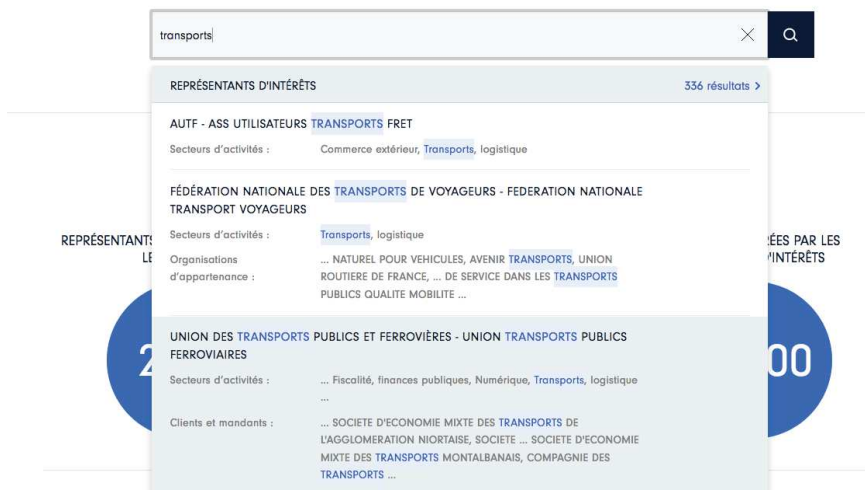 transports
REPRÉSENTANTS D'INTÉRÊTS
336 résultats >
AUTF - ASS UTILISATEURS TRANSPORTS FRET
Secteurs d'activités :
Commerce extérieur, Transports, logistique
FÉDÉRATION NATIONALE DES TRANSPORTS DE VOYAGEURS - FEDERATION NATIONALE
TRANSPORT VOYAGEURS
Secteurs d'activités :
Transports, logistique
Organisations
d'appartenance :
... NATUREL POUR VEHICULES, AVENIR TRANSPORTS, UNION
ROUTIERE DE FRANCE, ... DE SERVICE DANS LES TRANSPORTS
PUBLICS QUALITE MOBILITE ...
UNION DES TRANSPORTS PUBLICS ET FERROVIÈRES - UNION TRANSPORTS PUBLICS
FERROVIAIRES
Secteurs d'activités :
... Fiscalité, finances publiques, Numérique, Transports, logistique
...
Clients et mandants :
... SOCIETE D'ECONOMIE MIXTE DES TRANSPORTS DE
L'AGGLOMERATION NIORTAISE, SOCIETE ... SOCIETE D'ECONOMIE
MIXTE DES TRANSPORTS MONTALBANAIS, COMPAGNIE DES
TRANSPORTS ...
REPRÉSENTANTS
LE
2
ÉES PAR LES
'INTÉRÊTS
00